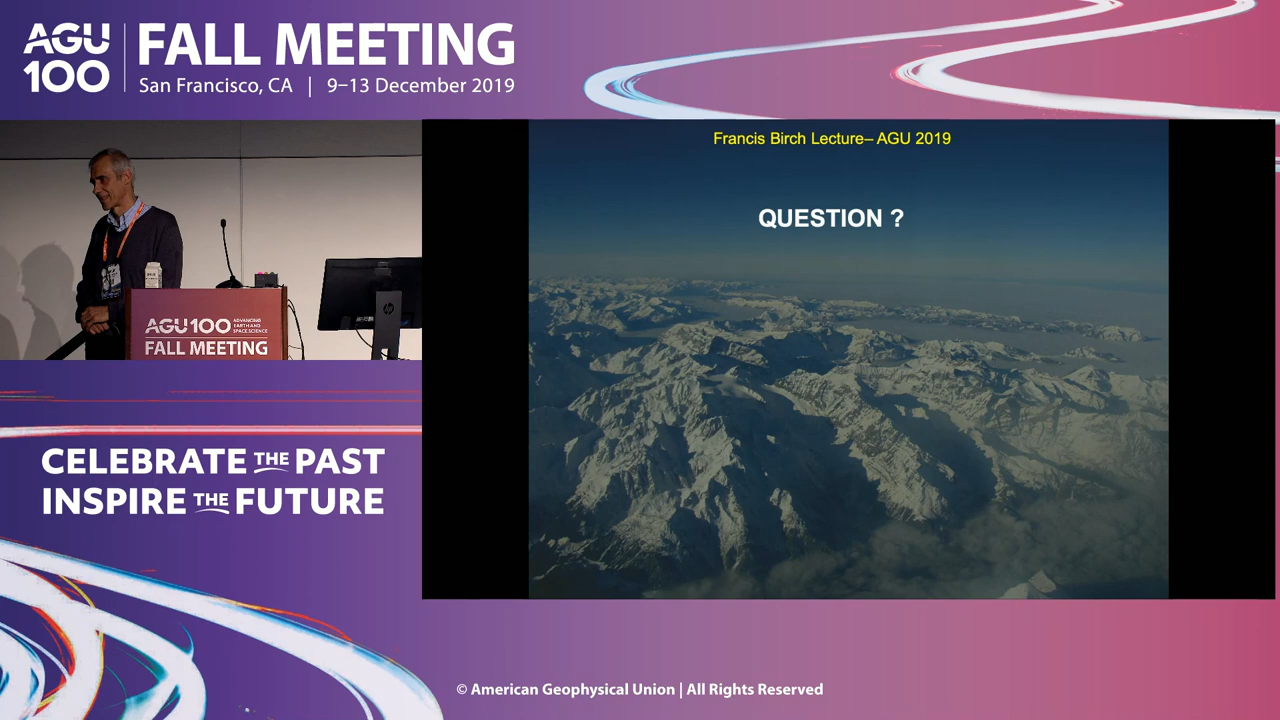 AGU
100
FALL MEETING
San Francisco, CA | 9–13 December 2019
Francis Birch Lecture– AGU 2019
QUESTION ?
AGU100 ADVANCING EARTH AND SPACE SCIENCE
FALL MEETING
hp
CELEBRATE THE PAST
INSPIRE THE FUTURE
© American Geophysical Union | All Rights Reserved